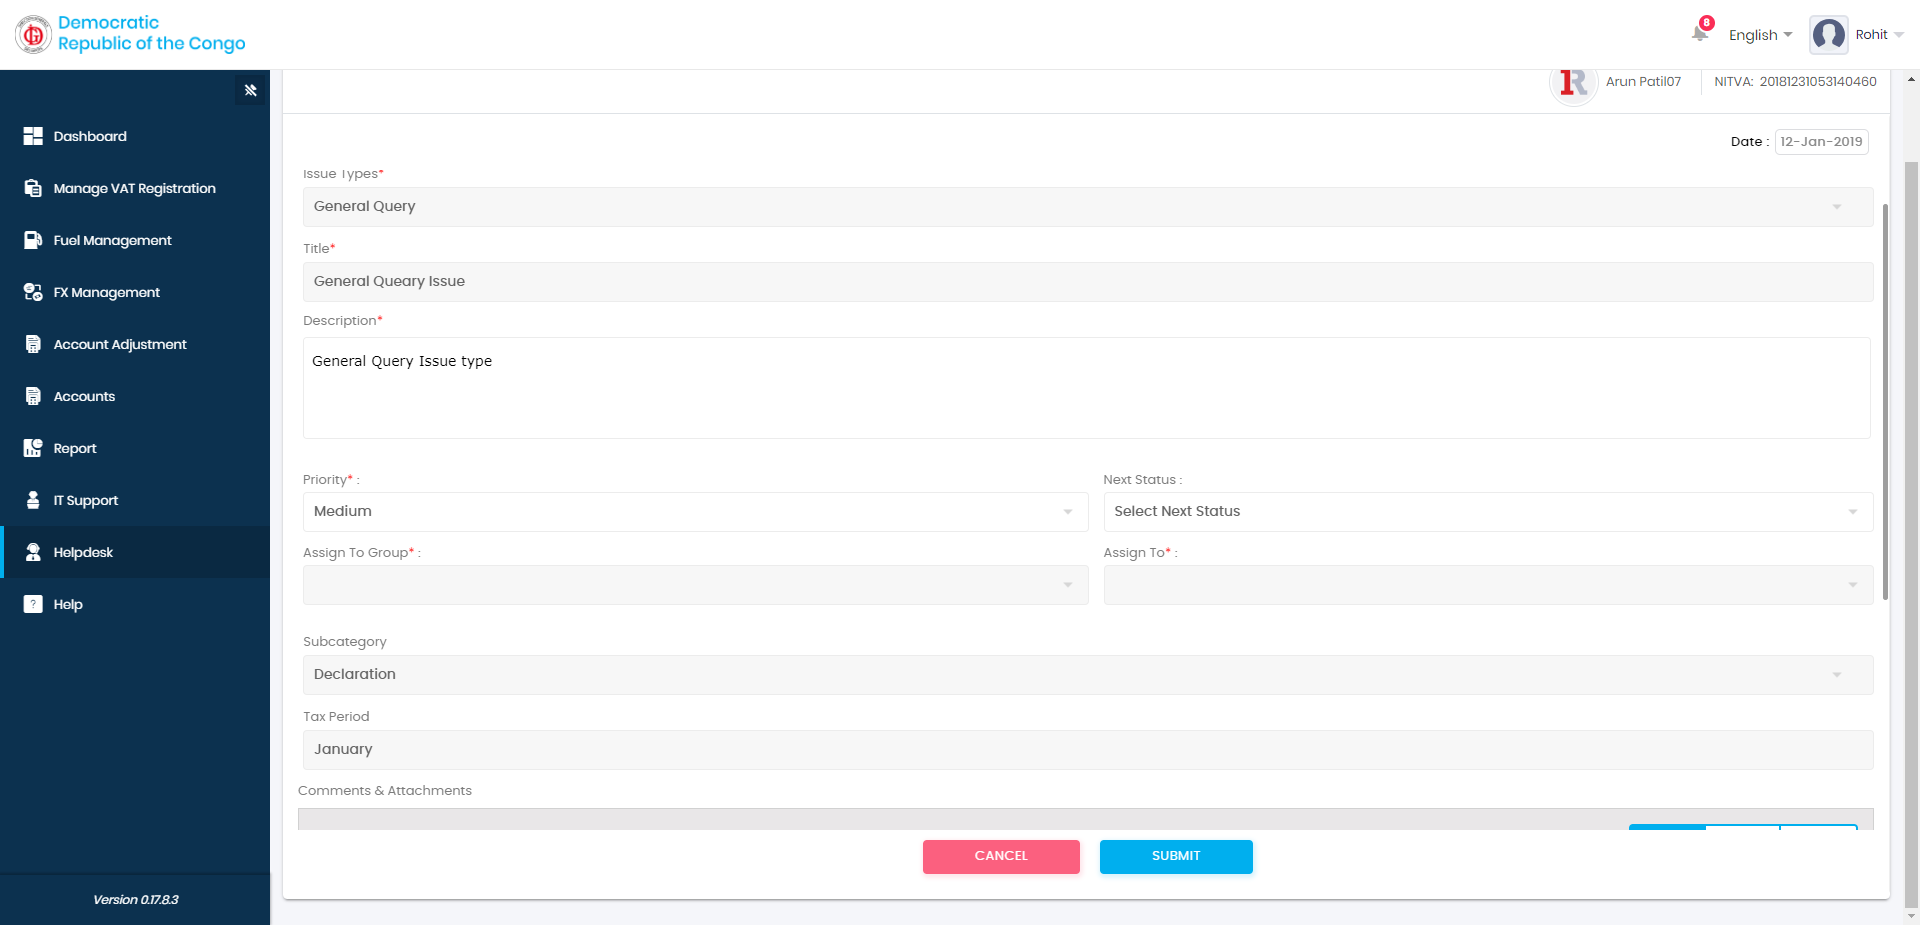 Democratic
Republic of the Congo
8
English
Rohit
Arun Patil07
NITVA: 20181231053140460
Date : 12-Jan-2019
Dashboard
Manage VAT Registration
Fuel Management
FX Management
Account Adjustment
Accounts
Report
IT Support
Helpdesk
Help
Version 0.17.8.3
Issue Types*
General Query
Title*
General Queary Issue
Description*
General Query Issue type
Priority* :
Next Status :
Medium
Select Next Status
Assign To Group* :
Assign To* :
Subcategory
Declaration
Tax Period
January
Comments & Attachments
CANCEL
SUBMIT